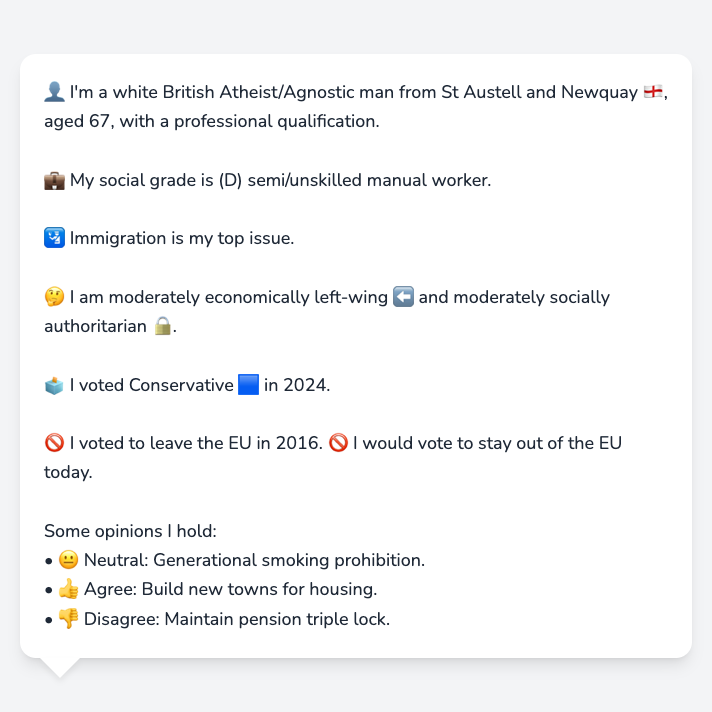 👤 I'm a white British Atheist/Agnostic man from St Austell and Newquay 🏴󠁧󠁢󠁥󠁮󠁧󠁿,
aged 67, with a professional qualification.
💼 My social grade is (D) semi/unskilled manual worker.
🛂 Immigration is my top issue.
🤔 I am moderately economically left-wing ⬅️ and moderately socially
authoritarian 🔒.
🗳️ I voted Conservative 🟦 in 2024.
🚫 I voted to leave the EU in 2016. 🚫 I would vote to stay out of the EU
today.
Some opinions I hold:
• 😐 Neutral: Generational smoking prohibition.
• 👍 Agree: Build new towns for housing.
• 👎 Disagree: Maintain pension triple lock.